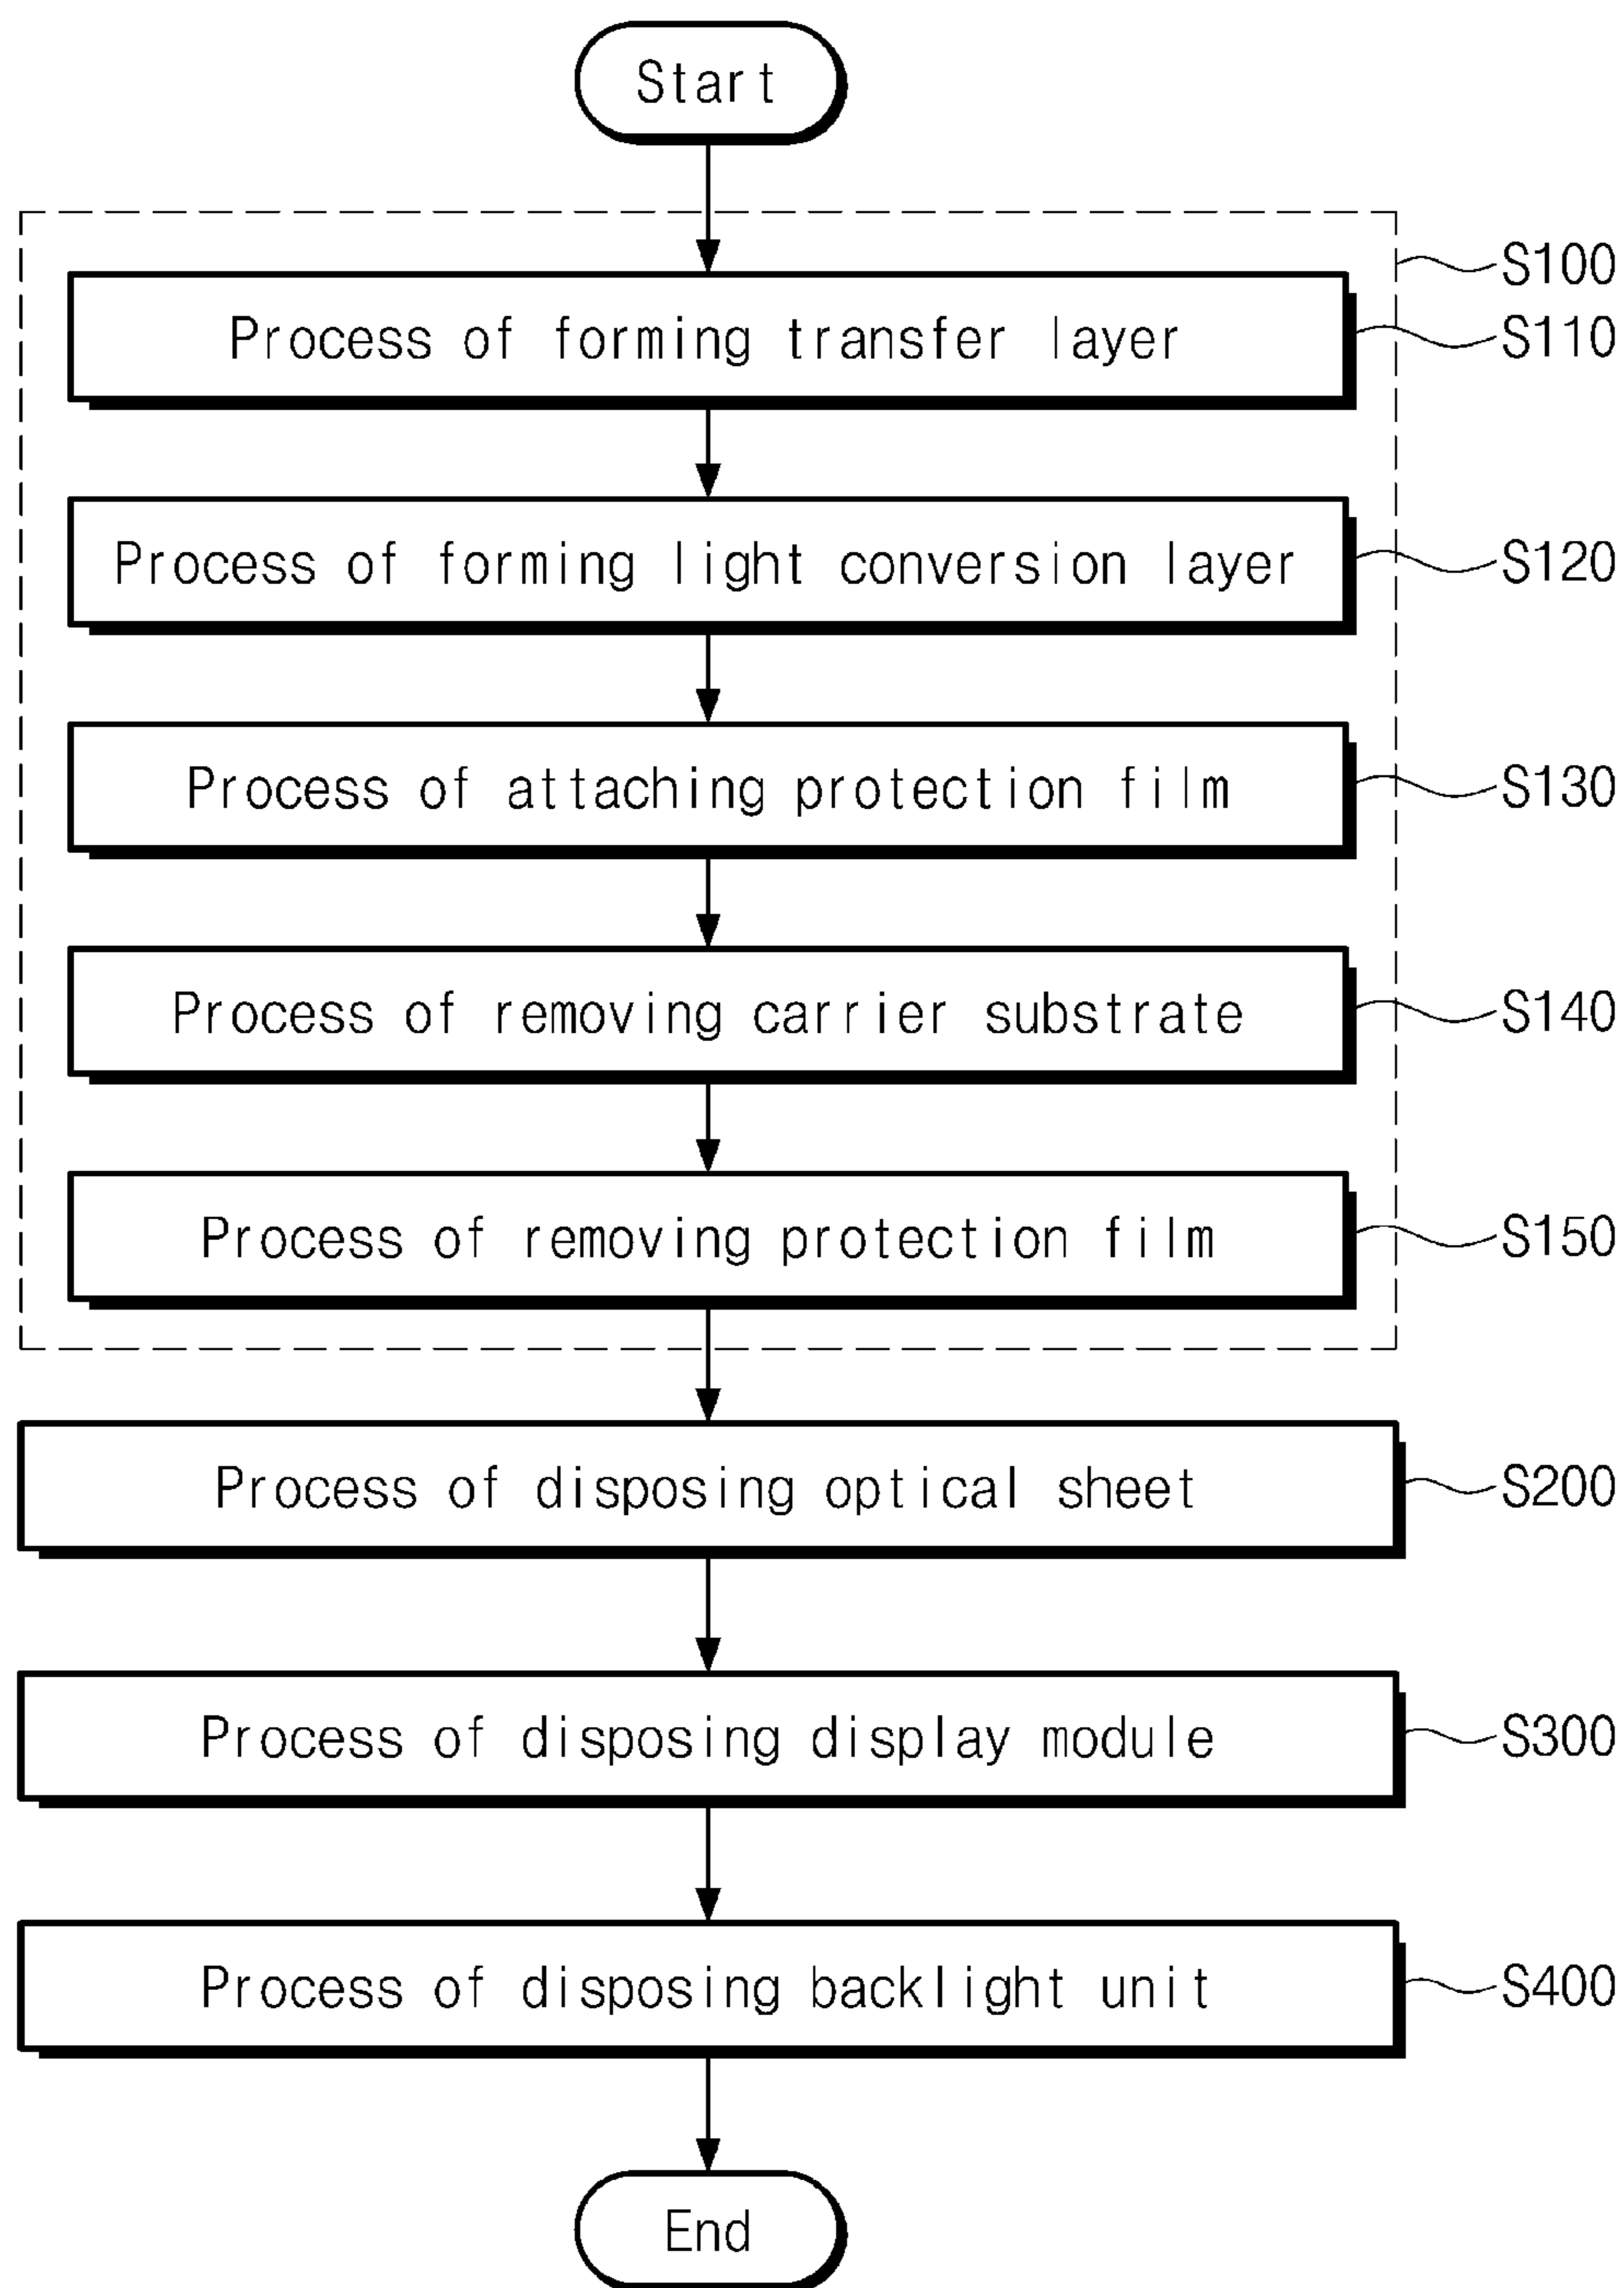 Start
S100
Process of forming transfer layer
S110
Process of forming light conversion layer
S120
Process of attaching protection film
S130
Process of removing carrier substrate
S140
Process of removing protection film
S150
Process of disposing optical sheet
S200
Process of disposing display module
S300
Process of disposing backlight unit
S400
End